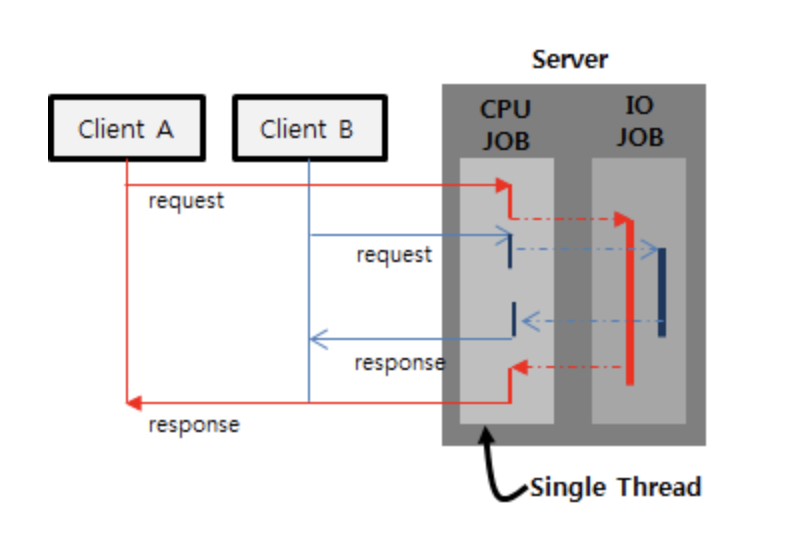 Server
Client A
Client B
CPU
JOB
IO
JOB
request
request
response
response
Single Thread